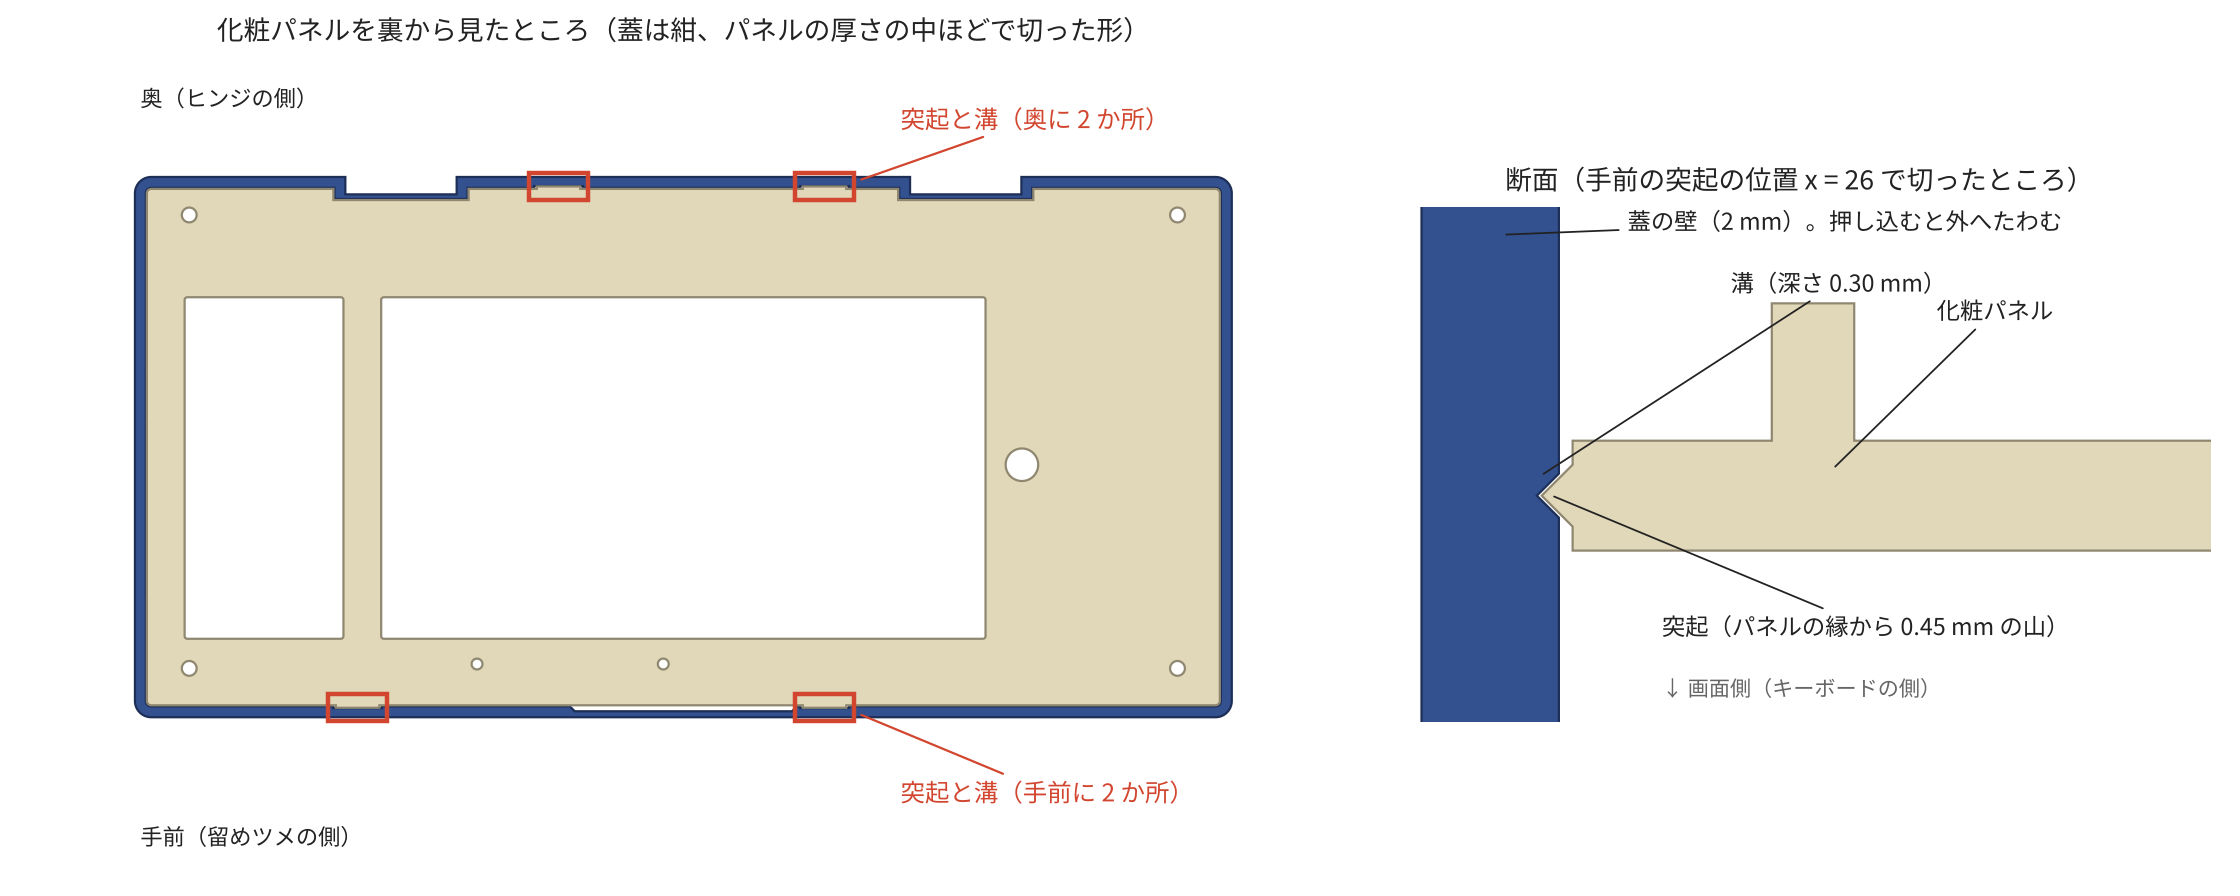 化粧パネルを裏から見たところ（蓋は紺、パネルの厚さの中ほどで切った形）
奥（ヒンジの側）
突起と溝（奥に 2 か所）
突起と溝（手前に 2 か所）
手前（留めツメの側）
断面（手前の突起の位置 x = 26 で切ったところ）
蓋の壁（2 mm）。押し込むと外へたわむ
溝（深さ 0.30 mm）
化粧パネル
突起（パネルの縁から 0.45 mm の山）
↓ 画面側（キーボードの側）